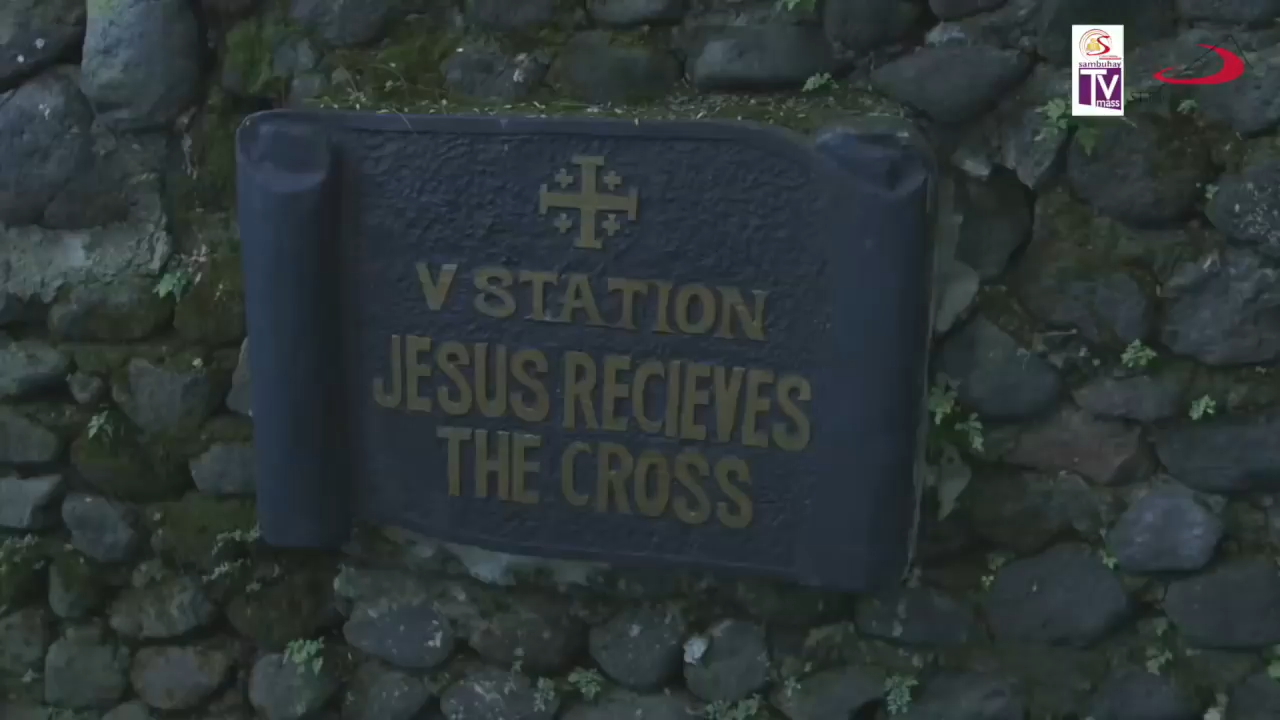 sambuhay
TV
mass
V STATION
JESUS RECIEVES
THE CROSS